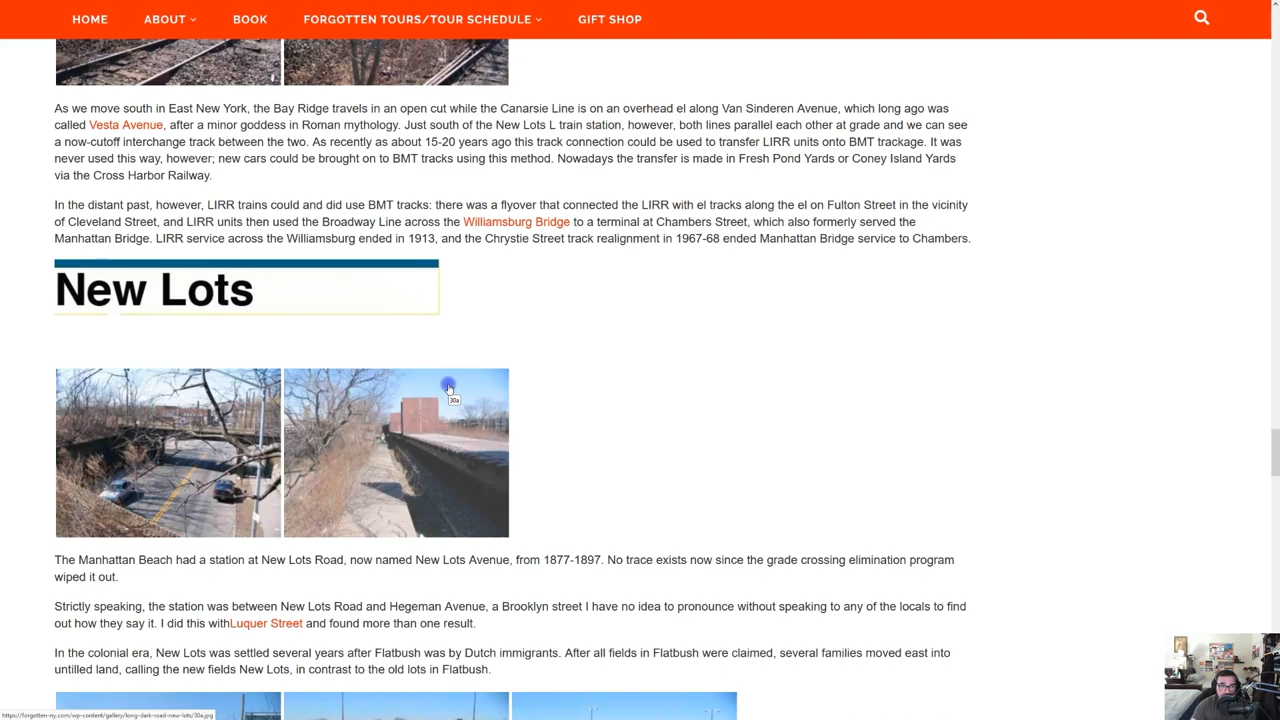 HOME ABOUT BOOK FORGOTTEN TOURS/TOUR SCHEDULE GIFT SHOP
As we move south in East New York, the Bay Ridge travels in an open cut while the Canarsie Line is on an overhead el along Van Sinderen Avenue, which long ago was
called Vesta Avenue, after a minor goddess in Roman mythology. Just south of the New Lots L train station, however, both lines parallel each other at grade and we can see
a now-cutoff interchange track between the two. As recently as about 15-20 years ago this track connection could be used to transfer LIRR units onto BMT trackage. It was
never used this way, however; new cars could be brought on to BMT tracks using this method. Nowadays the transfer is made in Fresh Pond Yards or Coney Island Yards
via the Cross Harbor Railway.
In the distant past, however, LIRR trains could and did use BMT tracks: there was a flyover that connected the LIRR with el tracks along the el on Fulton Street in the vicinity
of Cleveland Street, and LIRR units then used the Broadway Line across the Williamsburg Bridge to a terminal at Chambers Street, which also formerly served the
Manhattan Bridge. LIRR service across the Williamsburg ended in 1913, and the Chrystie Street track realignment in 1967-68 ended Manhattan Bridge service to Chambers.
New Lots
30a
The Manhattan Beach had a station at New Lots Road, now named New Lots Avenue, from 1877-1897. No trace exists now since the grade crossing elimination program
wiped it out.
Strictly speaking, the station was between New Lots Road and Hegeman Avenue, a Brooklyn street I have no idea to pronounce without speaking to any of the locals to find
out how they say it. I did this withLuquer Street and found more than one result.
In the colonial era, New Lots was settled several years after Flatbush was by Dutch immigrants. After all fields in Flatbush were claimed, several families moved east into
untilled land, calling the new fields New Lots, in contrast to the old lots in Flatbush.
https://forgotten-ny.com/wp-content/gallery/long-dark-road-new-lots/30a.jpg